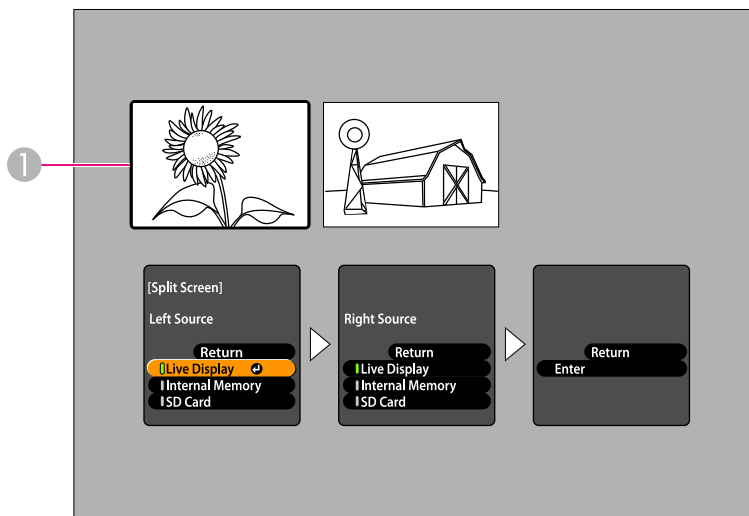 1
[Split Screen]
Left Source
Return
Live Display
Internal Memory
SD Card
Right Source
Return
Live Display
Internal Memory
SD Card
Return
Enter